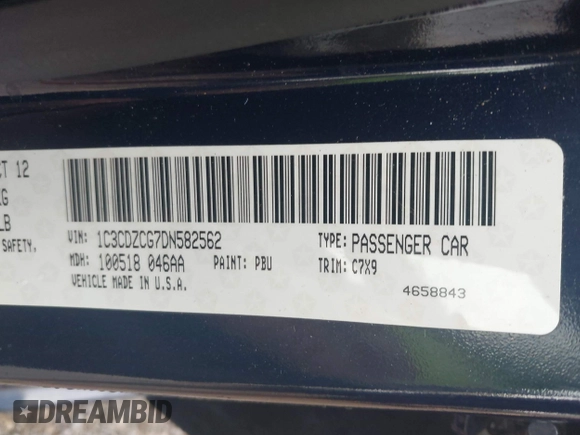 CT 12
KG
LB
SAFETY,
VIN: 1C3CDZCG7DN582562
TYPE: PASSENGER CAR
MDH: 100518 046AA
PAINT: PBU
TRIM: C7X9
VEHICLE MADE IN U.S.A.
4658843
DREAMBID